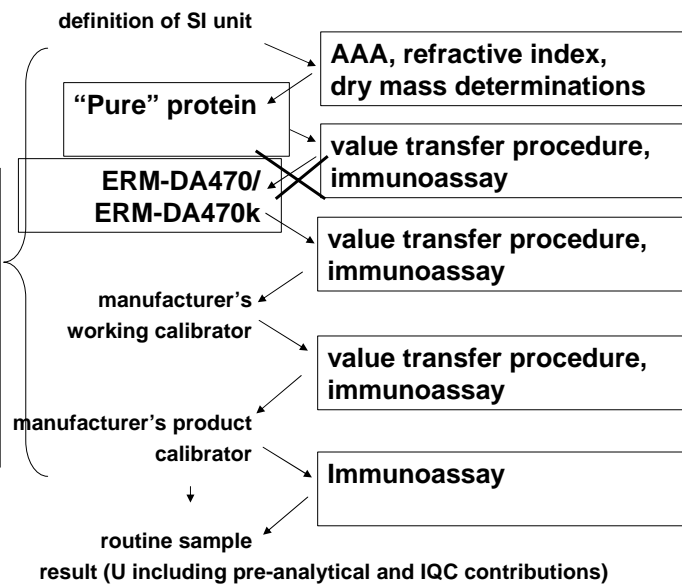 definition of SI unit
AAA, refractive index,
dry mass determinations
“Pure” protein
value transfer procedure,
immunoassay
ERM-DA470/
ERM-DA470k
value transfer procedure,
immunoassay
manufacturer’s
working calibrator
value transfer procedure,
immunoassay
manufacturer’s product
calibrator
Immunoassay
routine sample
result (U including pre-analytical and IQC contributions)